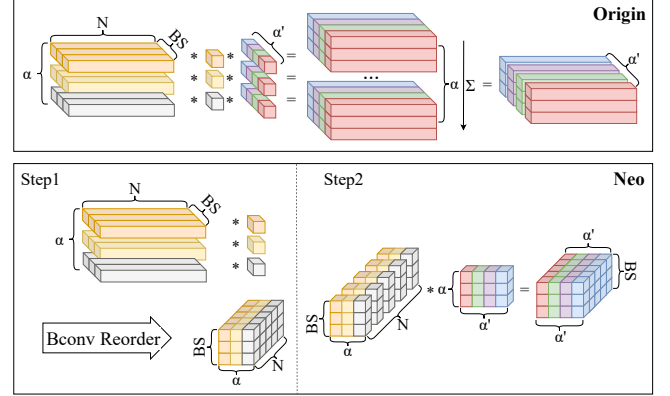 Origin
N
BS
α
* *
* *
* *
α'
=
=
=
...
α
Σ
=
α'
Step1
N
BS
α
*
*
*
Bconv Reorder
BS
α
N
Step2
Neo
BS
α
N
*
α
α'
=
α'
BS
α'